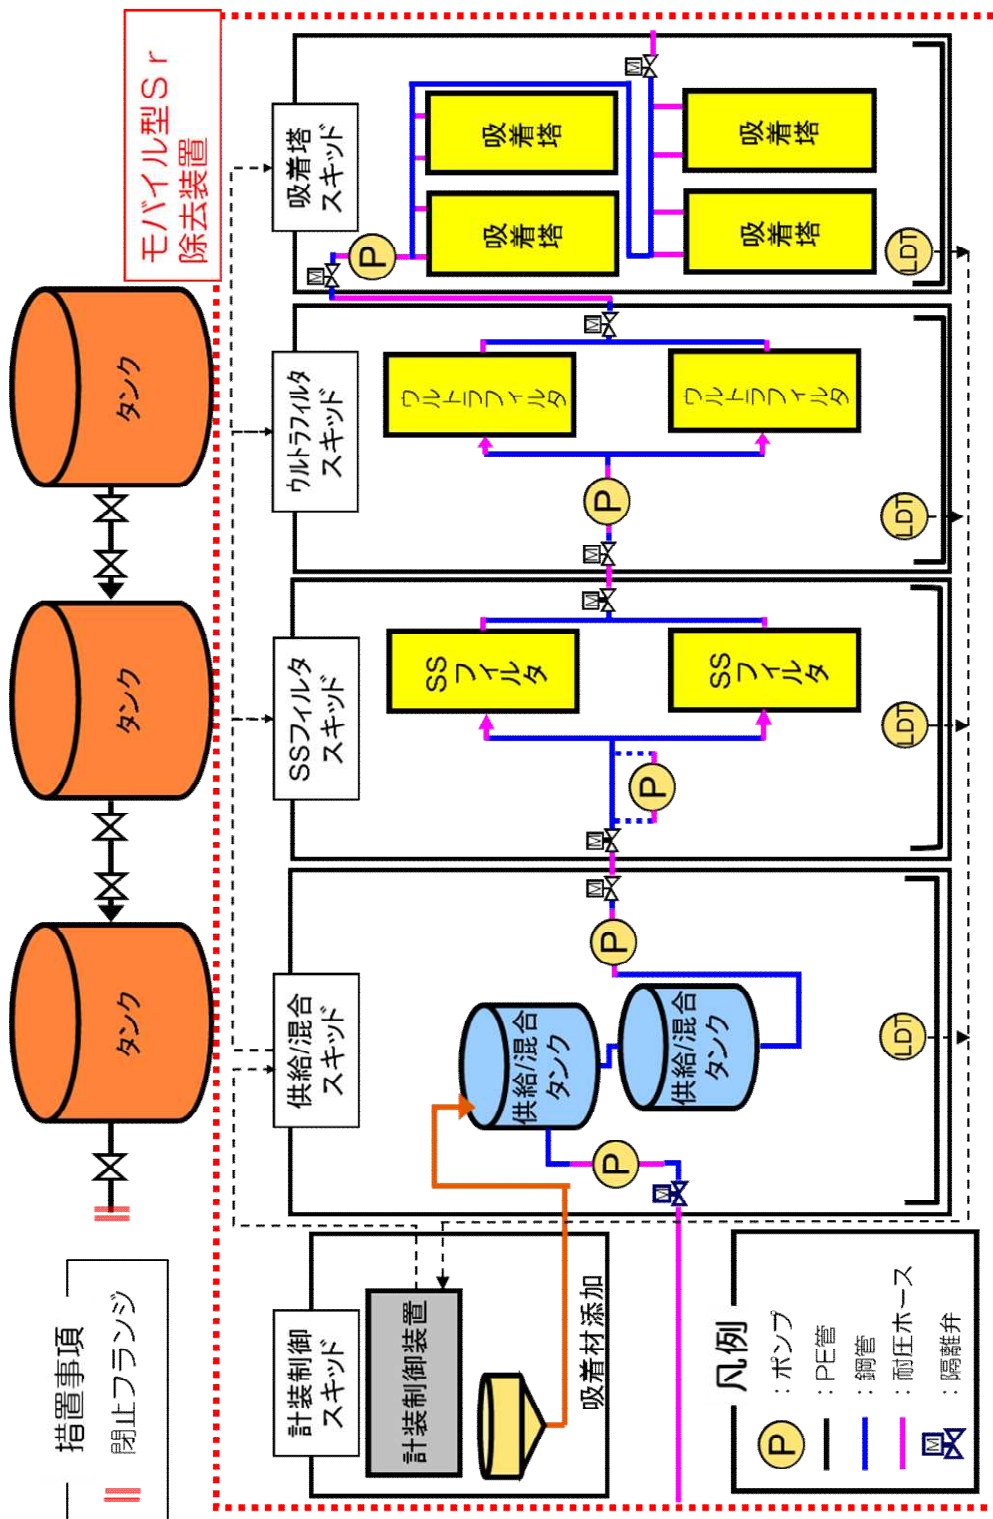 措置事項
閉止フランジ
タンク
タンク
タンク
モバイル型Ｓｒ
除去装置
計装制御
スキッド
供給/混合
スキッド
SSフィルタ
スキッド
ウルトラフィルタ
スキッド
吸着塔
スキッド
計装制御装置
吸着材添加
供給/混合
タンク
供給/混合
タンク
P
P
M
M
LDT
M
P
SS
フィルタ
SS
フィルタ
M
LDT
M
P
ウルトラフィルタ
ウルトラフィルタ
M
LDT
M
P
吸着塔
吸着塔
吸着塔
吸着塔
M
LDT
凡例
P
：ポンプ
：PE管
：鋼管
：耐圧ホース
M
：隔離弁